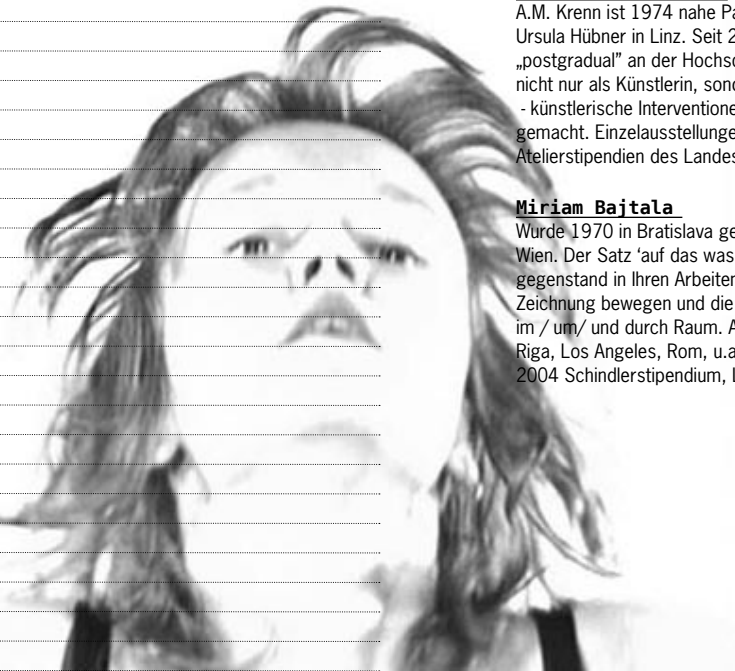 A.M. Krenn ist 1974 nahe Pa
Ursula Hübner in Linz. Seit 2
„postgradual” an der Hochsc
nicht nur als Künstlerin, sond
- künstlerische Interventione
gemacht. Einzelausstellunge
Atelierstipendien des Landes
Miriam Bajtala
Wurde 1970 in Bratislava ge
Wien. Der Satz ‘auf das was
gegenstand in Ihren Arbeiten
Zeichnung bewegen und die
im / um/ und durch Raum. A
Riga, Los Angeles, Rom, u.a
2004 Schindlerstipendium, L